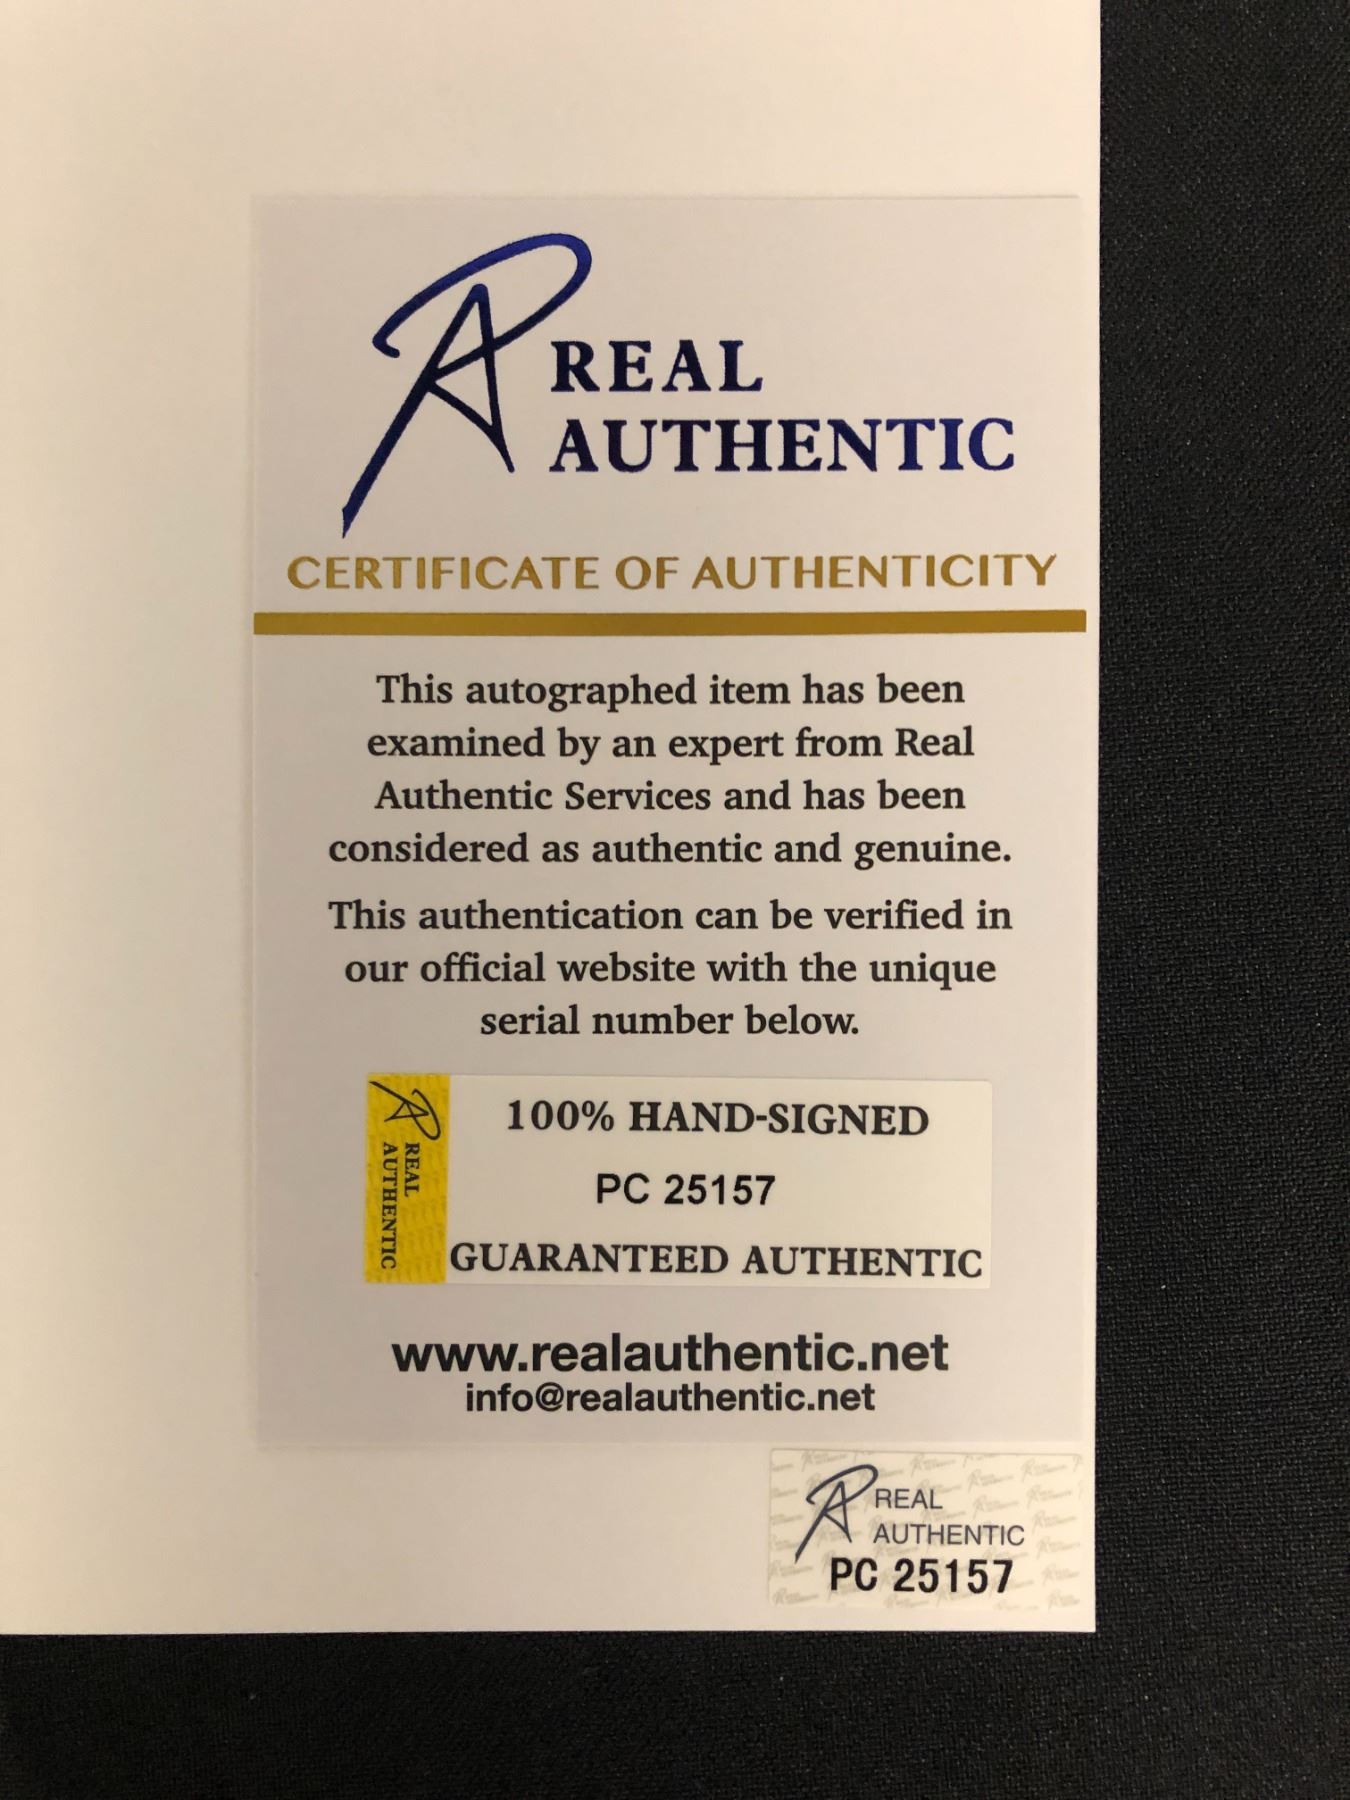 REAL
AUTHENTIC
CERTIFICATE OF AUTHENTICITY
This autographed item has been
examined by an expert from Real
Authentic Services and has been
considered as authentic and genuine.
This authentication can be verified in
our official website with the unique
serial number below.
REAL
AUTHENTIC
100% HAND-SIGNED
PC 25157
GUARANTEED AUTHENTIC
www.realauthentic.net
info@realauthentic.net
REAL
AUTHENTIC
PC 25157